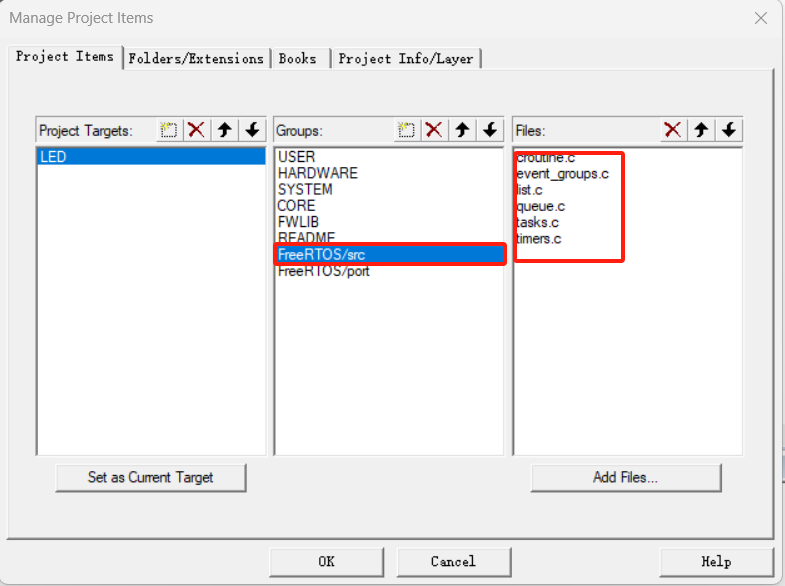 Manage Project Items
Project Items Folders/Extensions Books Project Info/Layer
Project Targets: Groups: Files:
LED
USER
HARDWARE
SYSTEM
CORE
FWLIB
README
FreeRTOS/src
FreeRTOS/port
croutine.c
event_groups.c
list.c
queue.c
tasks.c
timers.c
Set as Current Target
Add Files...
OK Cancel Help